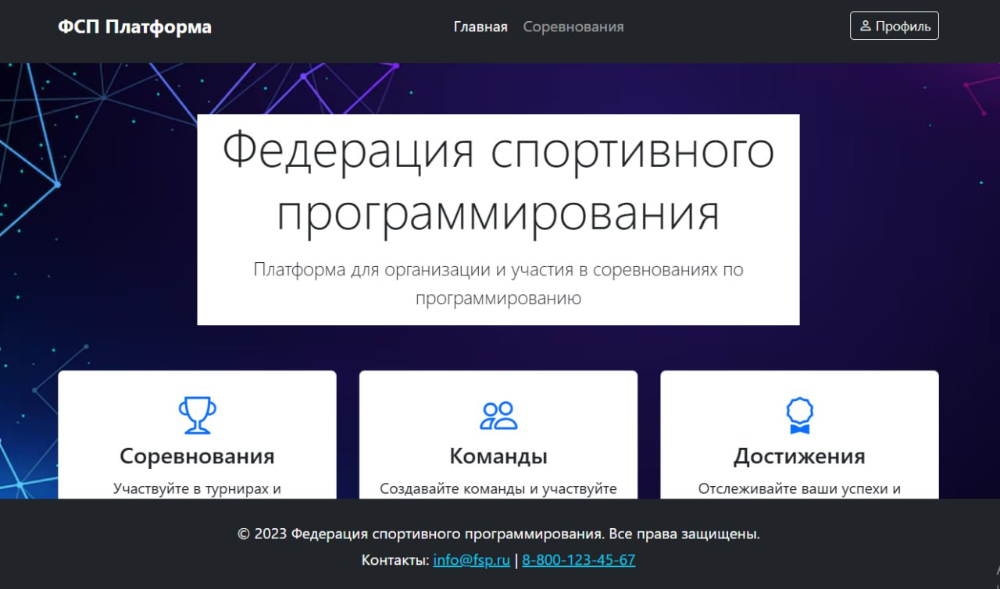 ФСП Платформа
Главная Соревнования
Профиль
Федерация спортивного
программирования
Платформа для организации и участия в соревнованиях по
программированию
Соревнования
Участвуйте в турнирах и
Команды
Создавайте команды и участвуйте
Достижения
Отслеживайте ваши успехи и
© 2023 Федерация спортивного программирования. Все права защищены.
Контакты: info@fsp.ru | 8-800-123-45-67